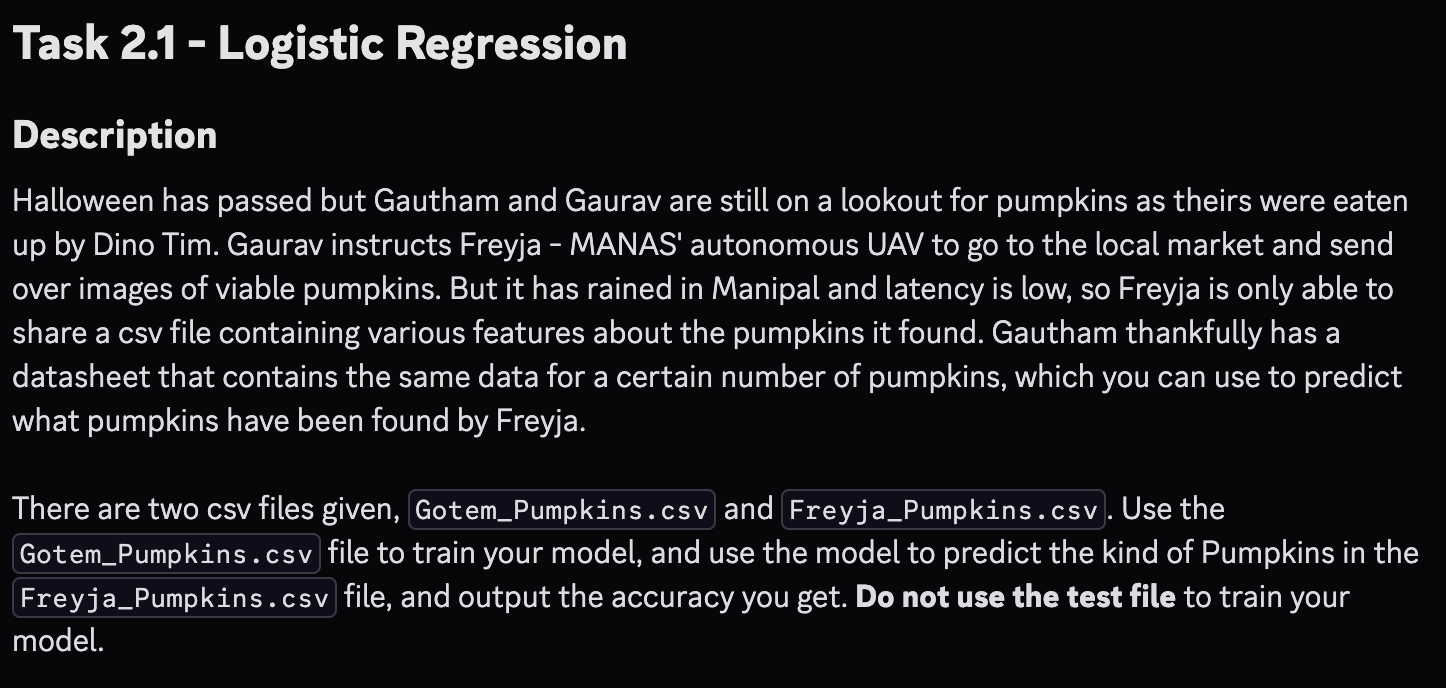 Task 2.1 - Logistic Regression
Description
Halloween has passed but Gautham and Gaurav are still on a lookout for pumpkins as theirs were eaten
up by Dino Tim. Gaurav instructs Freyja - MANAS' autonomous UAV to go to the local market and send
over images of viable pumpkins. But it has rained in Manipal and latency is low, so Freyja is only able to
share a csv file containing various features about the pumpkins it found. Gautham thankfully has a
datasheet that contains the same data for a certain number of pumpkins, which you can use to predict
what pumpkins have been found by Freyja.
There are two csv files given, Gotem_Pumpkins.csv and Freyja_Pumpkins.csv. Use the
Gotem_Pumpkins.csv file to train your model, and use the model to predict the kind of Pumpkins in the
Freyja_Pumpkins.csv file, and output the accuracy you get. Do not use the test file to train your
model.